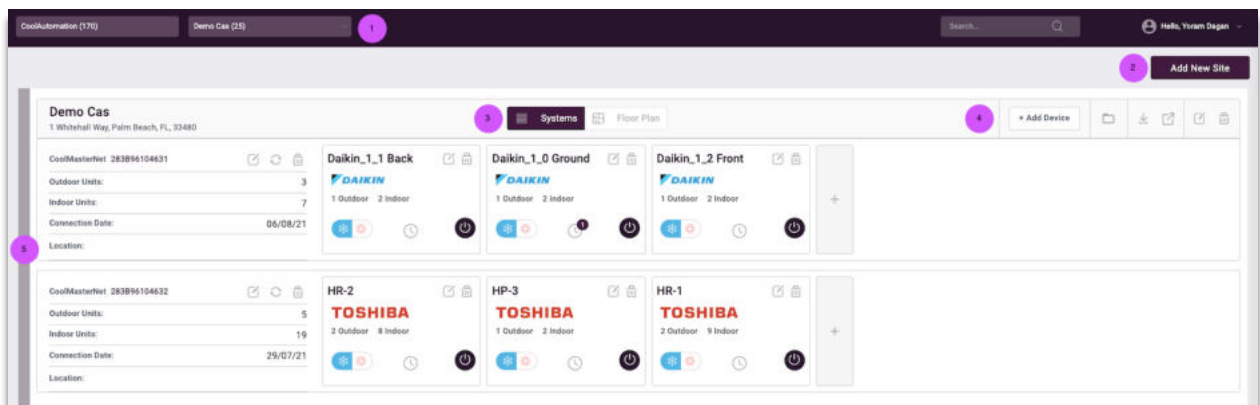 CoolAutomation (170) Demo Cas (25) 1 Search... Hello, Yoram Dagan
2 Add New Site
Demo Cas
1 Whitehall Way, Palm Beach, FL, 33480
3 Systems Floor Plan
4 + Add Device
CoolMasterNet 283B96104631
Outdoor Units: 3
Indoor Units: 7
Connection Date: 06/08/21
Location:
5
Daikin_1_1 Back
DAIKIN
1 Outdoor 2 Indoor
Daikin_1_0 Ground
DAIKIN
1 Outdoor 2 Indoor
1
Daikin_1_2 Front
DAIKIN
1 Outdoor 2 Indoor
+
CoolMasterNet 283B96104632
Outdoor Units: 5
Indoor Units: 19
Connection Date: 29/07/21
Location:
HR-2
TOSHIBA
2 Outdoor 8 Indoor
HP-3
TOSHIBA
1 Outdoor 2 Indoor
HR-1
TOSHIBA
2 Outdoor 9 Indoor
+